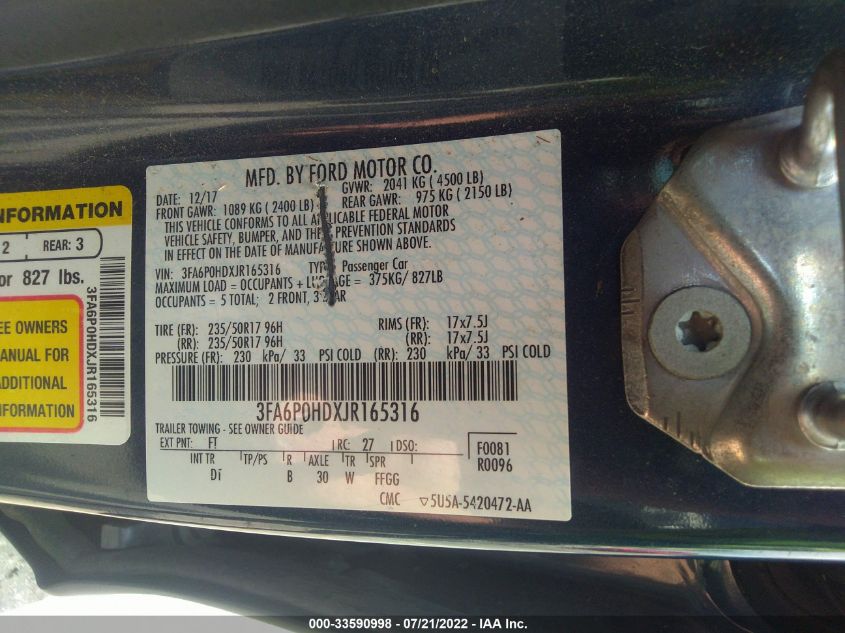 NFORMATION
2 REAR: 3
or 827 lbs.
EE OWNERS
MANUAL FOR
ADDITIONAL
INFORMATION
3FA6P0HDXJR165316
MFD. BY FORD MOTOR CO.
DATE: 12/17 GVWR: 2041 KG ( 4500 LB)
FRONT GAWR: 1089 KG ( 2400 LB) REAR GAWR: 975 KG ( 2150 LB)
THIS VEHICLE CONFORMS TO ALL APPLICABLE FEDERAL MOTOR
VEHICLE SAFETY, BUMPER, AND THEFT PREVENTION STANDARDS
IN EFFECT ON THE DATE OF MANUFACTURE SHOWN ABOVE.
VIN: 3FA6P0HDXJR165316 TYPE: Passenger Car
MAXIMUM LOAD = OCCUPANTS + LUGGAGE = 375KG/ 827LB
OCCUPANTS = 5 TOTAL; 2 FRONT, 3 REAR
TIRE (FR): 235/50R17 96H RIMS (FR): 17x7.5J
(RR): 235/50R17 96H (RR): 17x7.5J
PRESSURE (FR): 230 kPa/ 33 PSI COLD (RR): 230 kPa/ 33 PSI COLD
3FA6P0HDXJR165316
TRAILER TOWING - SEE OWNER GUIDE
EXT PNT: FT RC: 27 DSO: F0081
INT TR TP/PS R AXLE TR SPR R0096
DI B 30 W FFGG
CMC ▽5U5A-5420472-AA
000-33590998 / 07/21/2022 / IAA Inc.